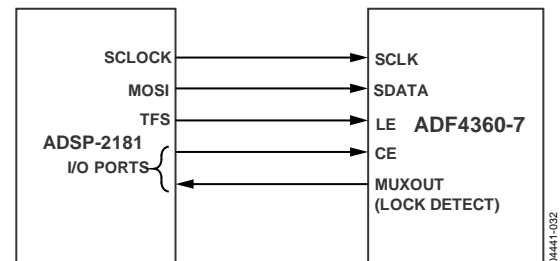 SCLOCK
MOSI
TFS
ADSP-2181
I/O PORTS
SCLK
SDATA
LE ADF4360-7
CE
MUXOUT
(LOCK DETECT)
04441-032